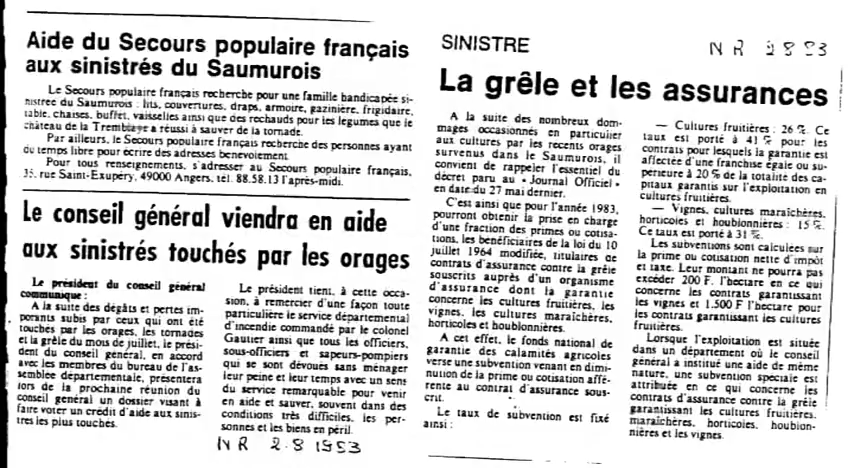 Aide du Secours populaire français
aux sinistrés du Saumurois
Le Secours populaire français recherche pour une famille handicapée si-
nistrée du Saumurois : lits, couvertures, draps, armoire, gazinière, frigidaire,
table, chaises, buffet, vaisselles ainsi que des rechauds pour les legumes que le
château de la Tremblaye a réussi à sauver de la tornade.
Par ailleurs, le Secours populaire français recherche des personnes ayant
du temps libre pour écrire des adresses benevolement.
Pour tous renseignements, s'adresser au Secours populaire français,
35, rue Saint-Exupéry, 49000 Angers, tél. 88.58.13 l'après-midi.
Le conseil général viendra en aide
aux sinistrés touchés par les orages
Le président du conseil général
communique :
A la suite des dégâts et pertes im-
portants subis par ceux qui ont été
touchés par les orages, les tornades
et la grêle du mois de juillet, le prési-
dent du conseil général, en accord
avec les membres du bureau de l'as-
semblée départementale, présentera
lors de la prochaine réunion du
conseil général un dossier visant à
faire voter un crédit d'aide aux sinis-
tres les plus touchés.
Le président tient, à cette occa-
sion, à remercier d'une façon toute
particulière le service départemental
d'incendie commandé par le colonel
Gautier ainsi que tous les officiers,
sous-officiers et sapeurs-pompiers
qui se sont dévoués sans ménager
leur peine et leur temps avec un sens
du service remarquable pour venir
en aide et sauver, souvent dans des
conditions très difficiles, les per-
sonnes et les biens en péril.
NR 2.8 1983
SINISTRE
NR 2 8 83
La grêle et les assurances
A la suite des nombreux dom-
mages occasionnés en particulier
aux cultures par les recents orages
survenus dans le Saumurois, il
convient de rappeler l'essentiel du
décret paru au « Journal Officiel »
en date du 27 mai dernier.
C'est ainsi que pour l'année 1983,
pourront obtenir la prise en charge
d'une fraction des primes ou cotisa-
tions, les bénéficiaires de la loi du 10
juillet 1964 modifiée, titulaires de
contrats d'assurance contre la grêle
souscrits auprès d'un organisme
d'assurance dont la garantie
concerne les cultures fruitières, les
vignes, les cultures maraîchères,
horticoles et houblonnières.
A cet effet, le fonds national de
garantie des calamités agricoles
verse une subvention venant en dimi-
nution de la prime ou cotisation affé-
rente au contrat d'assurance sous-
crit.
Le taux de subvention est fixé
ainsi :
— Cultures fruitières : 26 %. Ce
taux est porté à 41 % pour les
contrats pour lesquels la garantie est
affectée d'une franchise égale ou su-
périeure à 20 % de la totalité des ca-
pitaux garantis sur l'exploitation en
cultures fruitières.
— Vignes, cultures maraîchères,
horticoles et houblonnières : 15 %.
Ce taux est porté à 31 %.
Les subventions sont calculées sur
la prime ou cotisation nette d'impôt
et taxe. Leur montant ne pourra pas
excéder 200 F. l'hectare en ce qui
concerne les contrats garantissant
les vignes et 1.500 F l'hectare pour
les contrats garantissant les cultures
fruitières.
Lorsque l'exploitation est située
dans un département où le conseil
général a institué une aide de même
nature, une subvention speciale est
attribuée en ce qui concerne les
contrats d'assurance contre la grêle
garantissant les cultures fruitières,
maraîchères, horticoles, houblon-
nières et les vignes.